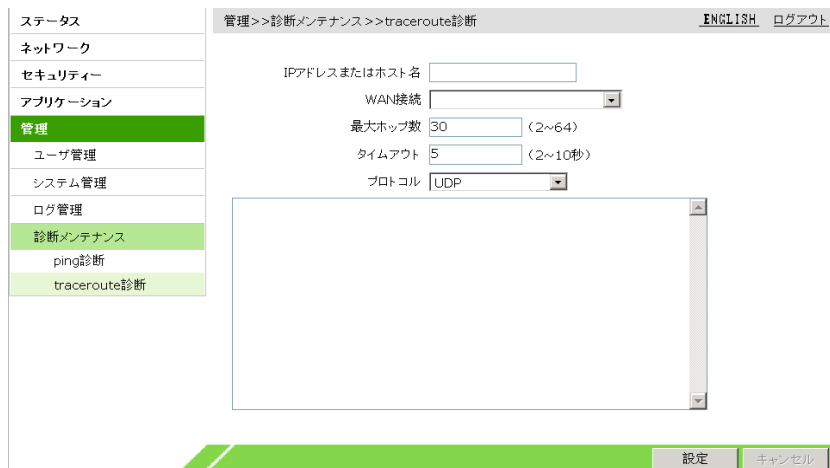 ステータス
ネットワーク
セキュリティー
アプリケーション
管理
ユーザ管理
システム管理
ログ管理
診断メンテナンス
ping診断
traceroute診断
管理>>診断メンテナンス>>traceroute診断
ENGLISH ログアウト
IPアドレスまたはホスト名
WAN接続
最大ホップ数 30 (2~64)
タイムアウト 5 (2~10秒)
プロトコル UDP
設定 キャンセル